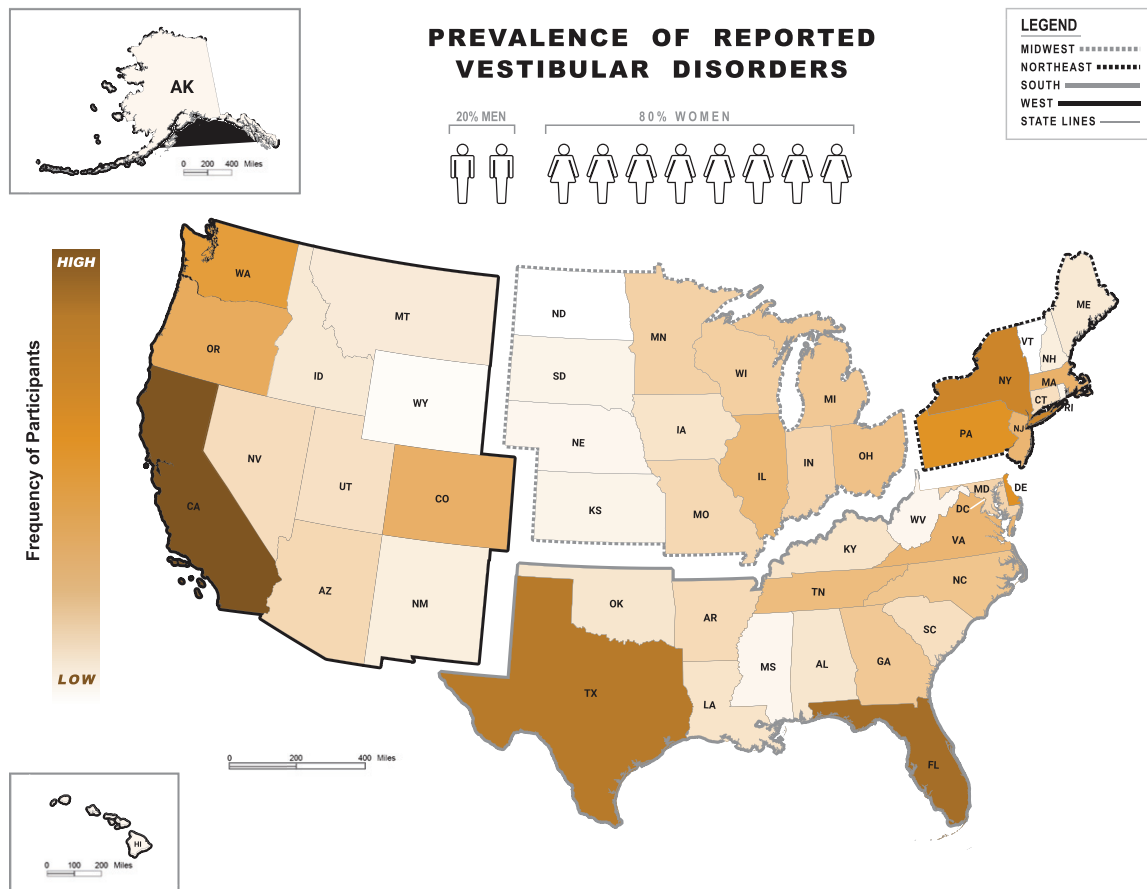 PREVALENCE OF REPORTED
VESTIBULAR DISORDERS
20% MEN
80% WOMEN
LEGEND
MIDWEST
NORTHEAST
SOUTH
WEST
STATE LINES
AK
0 200 400 Miles
HIGH
Frequency of Participants
LOW
WA
OR
CA
MT
ID
WY
NV
UT
CO
AZ
NM
ND
SD
NE
KS
MN
IA
MO
WI
IL
IN
MI
OH
ME
VT
NH
NY
MA
CT
RI
PA
NJ
MD
DE
DC
WV
VA
KY
TN
NC
SC
OK
AR
TX
LA
MS
AL
GA
FL
0 200 400 Miles
HI
0 100 200 Miles